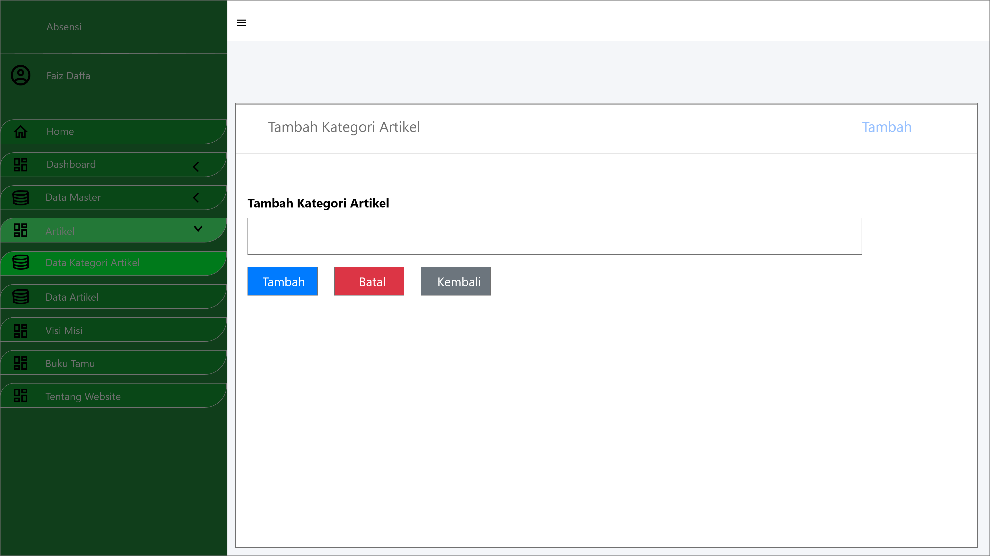 Absensi
Faiz Daffa
Home
Dashboard
Data Master
Artikel
Data Kategori Artikel
Data Artikel
Visi Misi
Buku Tamu
Tentang Website
Tambah Kategori Artikel
Tambah
Tambah Kategori Artikel
Tambah
Batal
Kembali